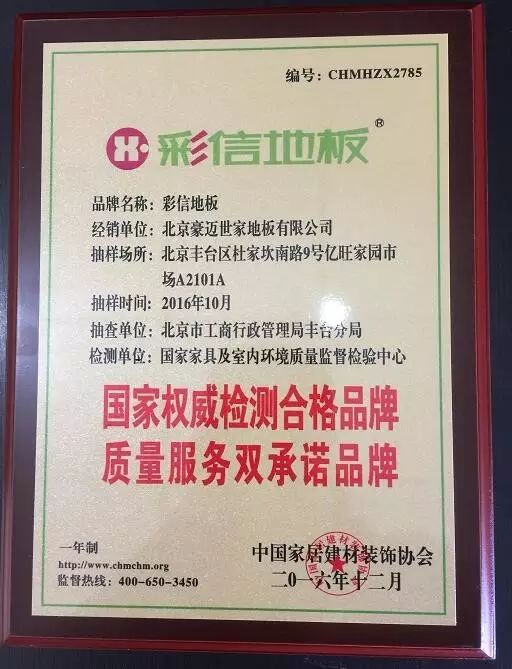 编号: CHMHZX2785
彩信地板®
品牌名称: 彩信地板
经销单位: 北京豪迈世家地板有限公司
抽样场所: 北京丰台区杜家坎南路9号亿旺家园市
场A2101A
抽样时间: 2016年10月
抽查单位: 北京市工商行政管理局丰台分局
检测单位: 国家家具及室内环境质量监督检验中心
国家权威检测合格品牌
质量服务双承诺品牌
一年制
http://www.chmchm.org
监督热线: 400-650-3450
中国家居建材装饰协会
二〇一六年十二月